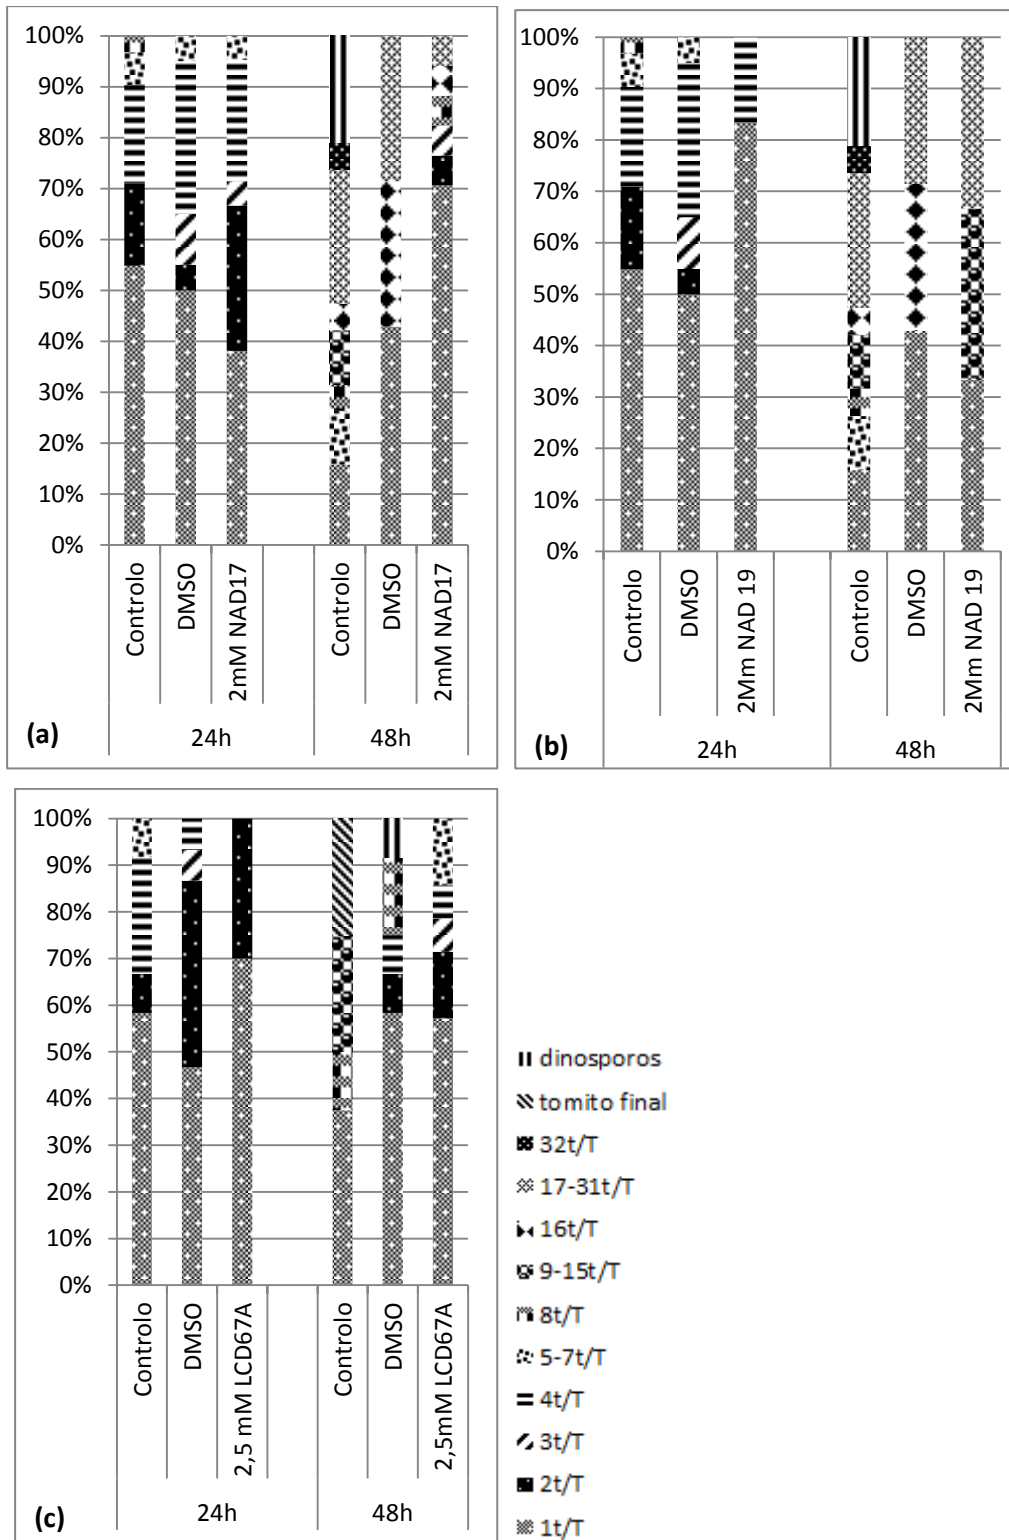 100%
90%
80%
70%
60%
50%
40%
30%
20%
10%
0%
Controlo
DMSO
2mM NAD17
Controlo
DMSO
2mM NAD17
24h
48h
(a)
100%
90%
80%
70%
60%
50%
40%
30%
20%
10%
0%
Controlo
DMSO
2Mm NAD 19
Controlo
DMSO
2Mm NAD 19
24h
48h
(b)
100%
90%
80%
70%
60%
50%
40%
30%
20%
10%
0%
Controlo
DMSO
2,5 mM LCD67A
Controlo
DMSO
2,5mM LCD67A
24h
48h
(c)
dinosporos
tomito final
32t/T
17-31t/T
16t/T
9-15t/T
8t/T
5-7t/T
4t/T
3t/T
2t/T
1t/T